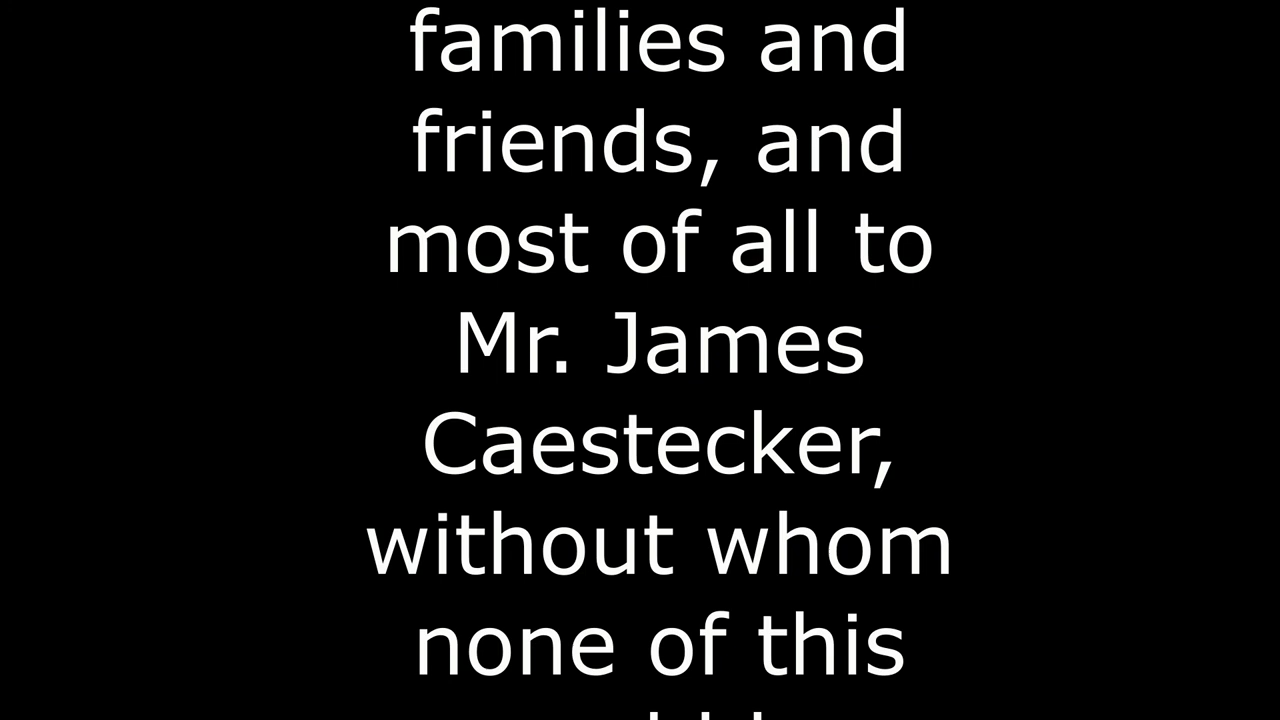 families and
friends, and
most of all to
Mr. James
Caestecker,
without whom
none of this